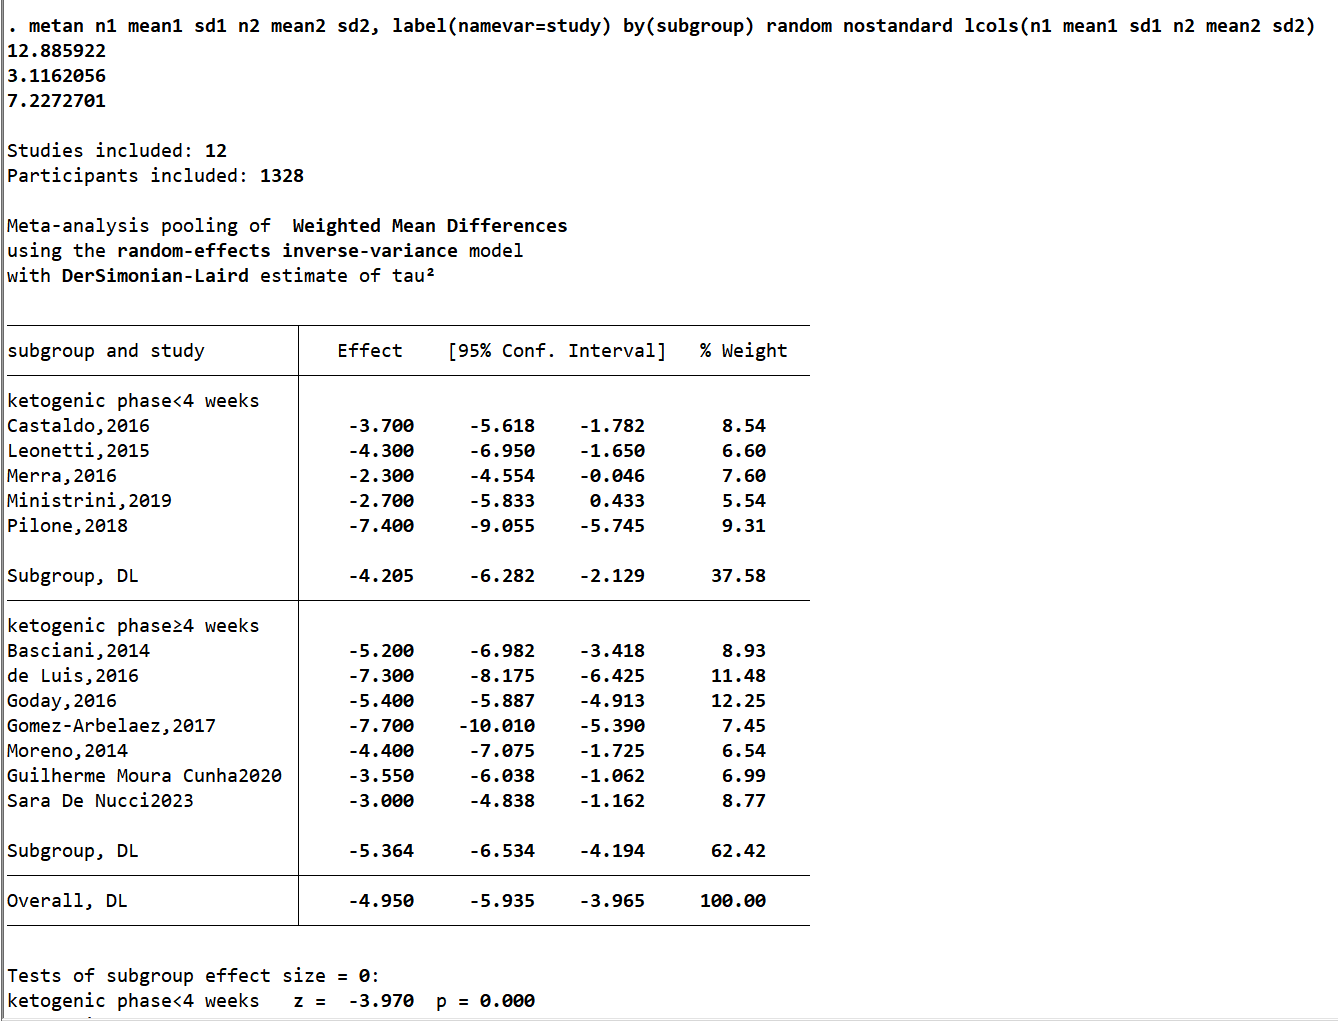 . metan n1 mean1 sd1 n2 mean2 sd2, label(namevar=study) by(subgroup) random nostandard lcols(n1 mean1 sd1 n2 mean2 sd2)
12.885922
3.1162056
7.2272701
Studies included: 12
Participants included: 1328
Meta-analysis pooling of  Weighted Mean Differences
using the random-effects inverse-variance model
with DerSimonian-Laird estimate of tau²
subgroup and study Effect [95% Conf. Interval] % Weight
ketogenic phase<4 weeks
Castaldo,2016 -3.700 -5.618 -1.782 8.54
Leonetti,2015 -4.300 -6.950 -1.650 6.60
Merra,2016 -2.300 -4.554 -0.046 7.60
Ministrini,2019 -2.700 -5.833 0.433 5.54
Pilone,2018 -7.400 -9.055 -5.745 9.31
Subgroup, DL -4.205 -6.282 -2.129 37.58
ketogenic phase≥4 weeks
Basciani,2014 -5.200 -6.982 -3.418 8.93
de Luis,2016 -7.300 -8.175 -6.425 11.48
Goday,2016 -5.400 -5.887 -4.913 12.25
Gomez-Arbelaez,2017 -7.700 -10.010 -5.390 7.45
Moreno,2014 -4.400 -7.075 -1.725 6.54
Guilherme Moura Cunha2020 -3.550 -6.038 -1.062 6.99
Sara De Nucci2023 -3.000 -4.838 -1.162 8.77
Subgroup, DL -5.364 -6.534 -4.194 62.42
Overall, DL -4.950 -5.935 -3.965 100.00
Tests of subgroup effect size = 0:
ketogenic phase<4 weeks z = -3.970 p = 0.000